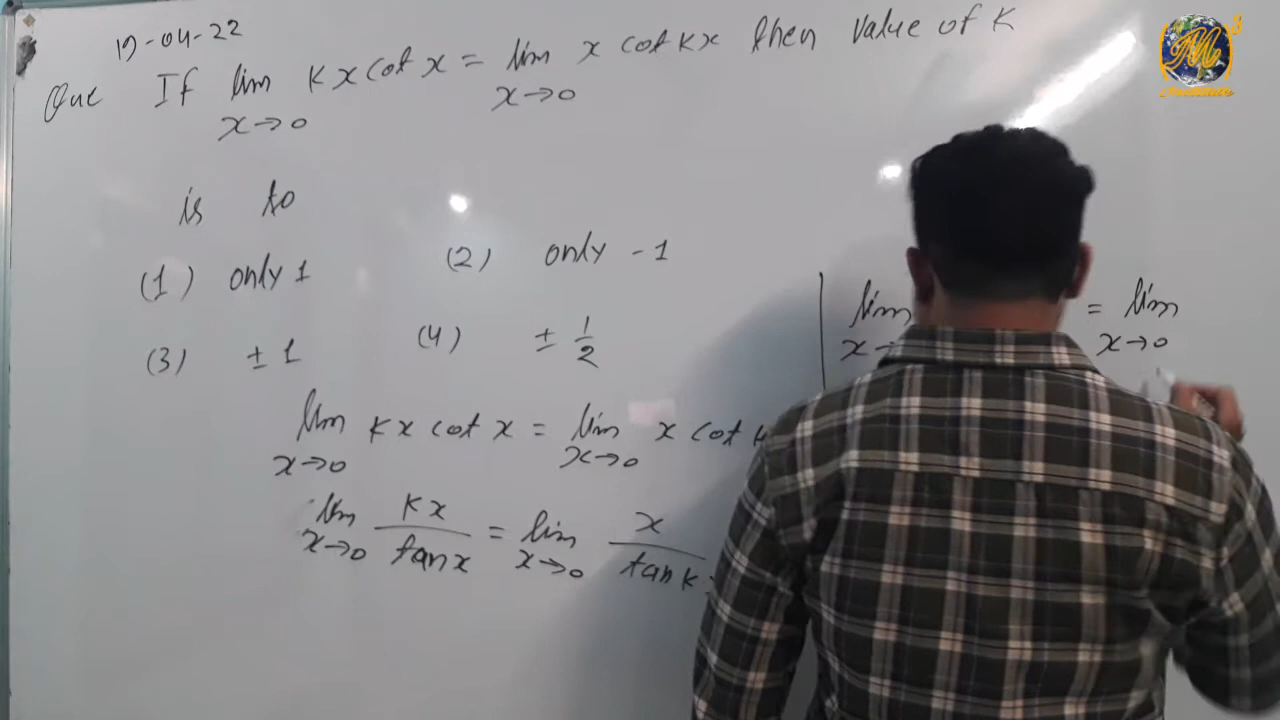 19-04-22
Que If lim x→0 Kx cot x = lim x→0 x cot Kx then value of K
is to
(1) only 1 (2) only -1
(3) ± 1 (4) ± 1/2
lim x→0 Kx cot x = lim x→0 x cot K
lim x→0 Kx/tan x = lim x→0 x/tan K
lim = lim x→0